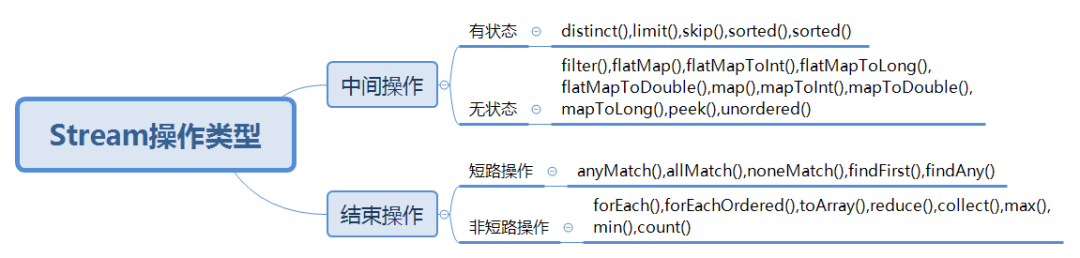 Stream操作类型
中间操作
有状态
distinct(),limit(),skip(),sorted(),sorted()
无状态
filter(),flatMap(),flatMapToInt(),flatMapToLong(),
flatMapToDouble(),map(),mapToInt(),mapToDouble(),
mapToLong(),peek(),unordered()
结束操作
短路操作
anyMatch(),allMatch(),noneMatch(),findFirst(),findAny()
非短路操作
forEach(),forEachOrdered(),toArray(),reduce(),collect(),max(),
min(),count()